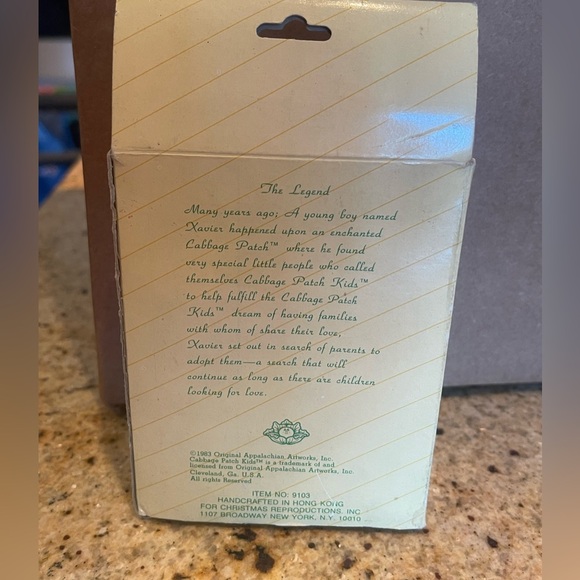 The Legend
Many years ago; A young boy named
Xavier happened upon an enchanted
Cabbage Patch™ where he found
very special little people who called
themselves Cabbage Patch Kids™
to help fulfill the Cabbage Patch
Kids™ dream of having families
with whom of share their love,
Xavier set out in search of parents to
adopt them—a search that will
continue as long as there are children
looking for love.
©1983 Original Appalachian Artworks, Inc.
Cabbage Patch Kids™ is a trademark of and
licensed from Original Appalachian Artworks, Inc.
Cleveland, Ga. U.S.A.
All rights Reserved
ITEM NO: 9103
HANDCRAFTED IN HONG KONG
FOR CHRISTMAS REPRODUCTIONS, INC
1107 BROADWAY NEW YORK, N.Y. 10010